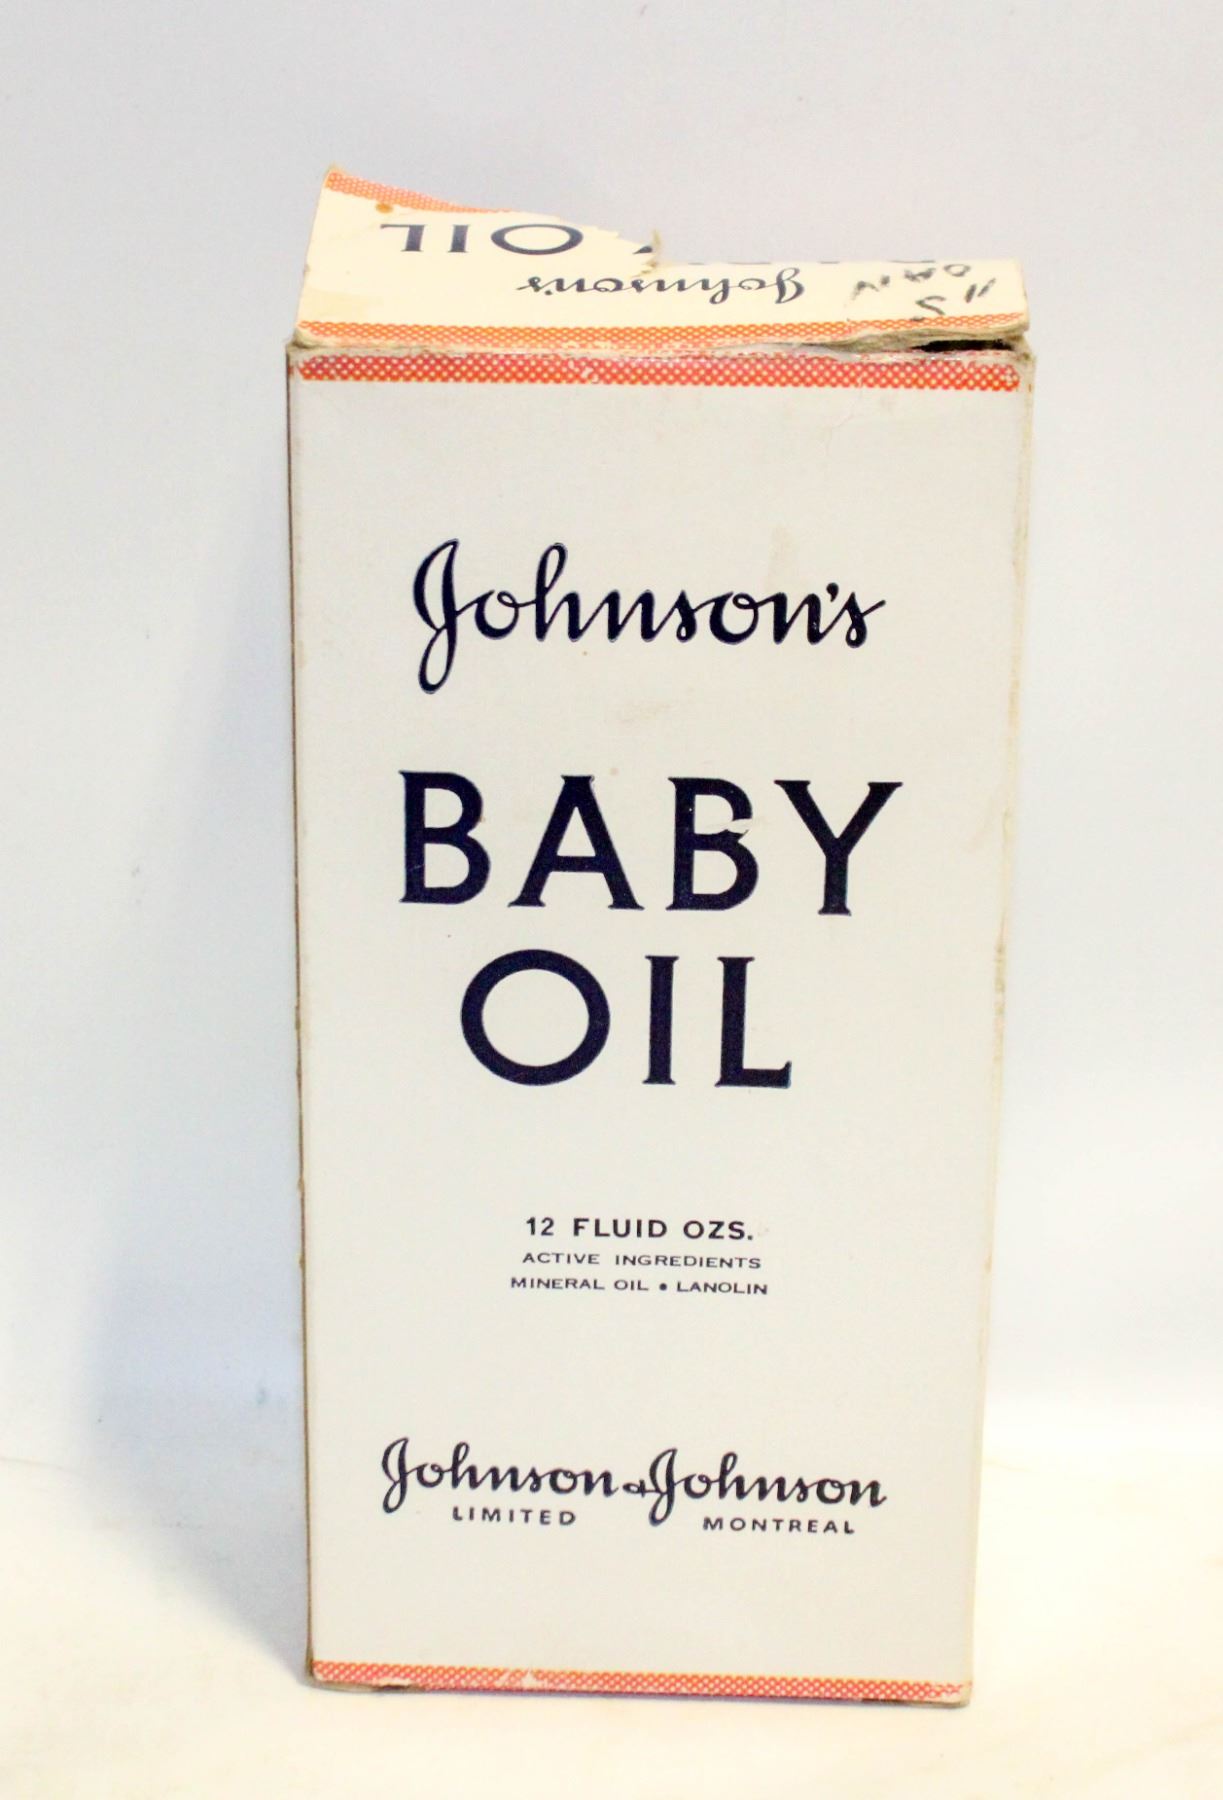 OIL
Johnson's
Johnson's
BABY
OIL
12 FLUID OZS.
ACTIVE INGREDIENTS
MINERAL OIL • LANOLIN
Johnson & Johnson
LIMITED MONTREAL